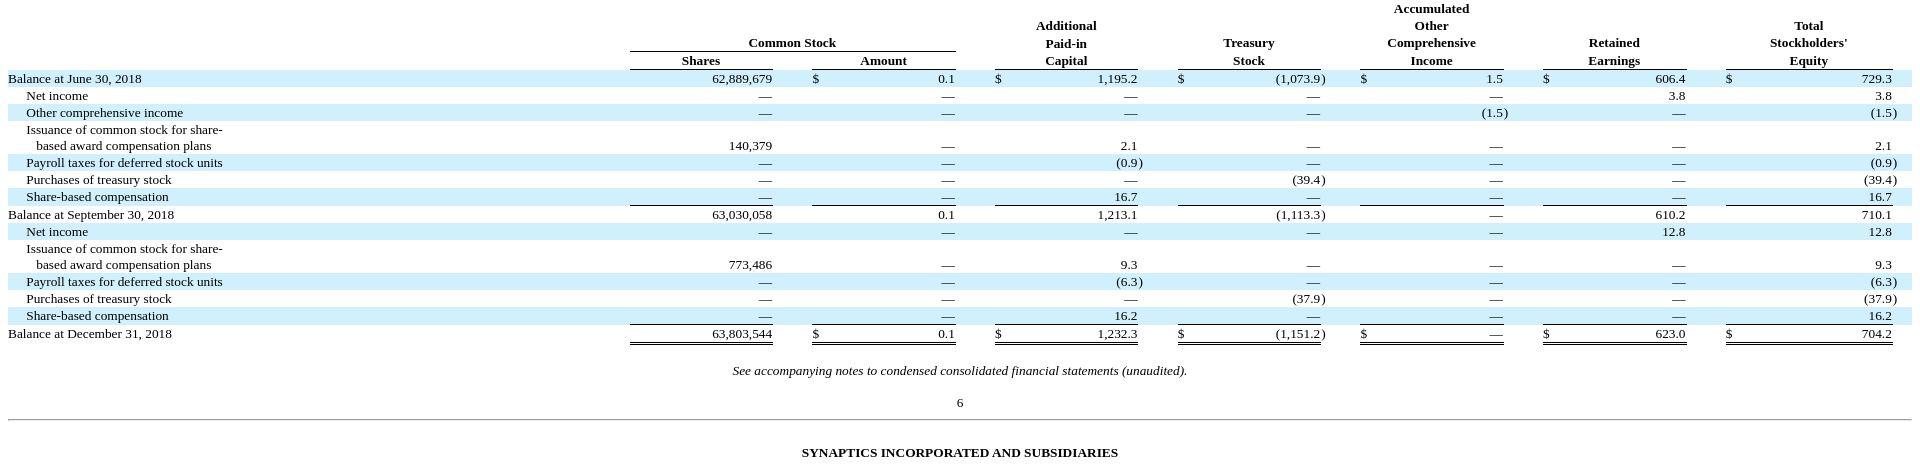 Accumulated
Additional Other Total
Common Stock Paid-in Treasury Comprehensive Retained Stockholders'
Shares Amount Capital Stock Income Earnings Equity
Balance at June 30, 2018 62,889,679 $ 0.1 $ 1,195.2 $ (1,073.9) $ 1.5 $ 606.4 $ 729.3
Net income — — — — — 3.8 3.8
Other comprehensive income — — — — (1.5) — (1.5)
Issuance of common stock for share-
based award compensation plans 140,379 — 2.1 — — — 2.1
Payroll taxes for deferred stock units — — (0.9) — — — (0.9)
Purchases of treasury stock — — — (39.4) — — (39.4)
Share-based compensation — — 16.7 — — — 16.7
Balance at September 30, 2018 63,030,058 0.1 1,213.1 (1,113.3) — 610.2 710.1
Net income — — — — — 12.8 12.8
Issuance of common stock for share-
based award compensation plans 773,486 — 9.3 — — — 9.3
Payroll taxes for deferred stock units — — (6.3) — — — (6.3)
Purchases of treasury stock — — — (37.9) — — (37.9)
Share-based compensation — — 16.2 — — — 16.2
Balance at December 31, 2018 63,803,544 $ 0.1 $ 1,232.3 $ (1,151.2) $ — $ 623.0 $ 704.2
See accompanying notes to condensed consolidated financial statements (unaudited).
6
SYNAPTICS INCORPORATED AND SUBSIDIARIES